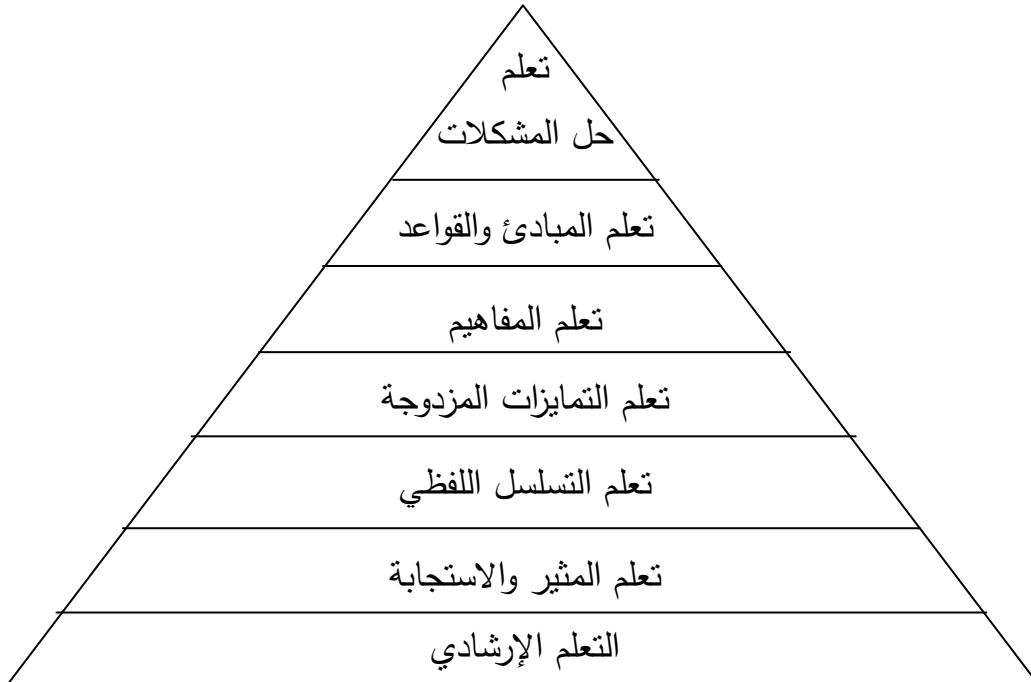 تعلم
حل المشكلات
تعلم المبادئ والقواعد
تعلم المفاهيم
تعلم التمايزات المزدوجة
تعلم التسلسل اللفظي
تعلم المثير والاستجابة
التعلم الإرشادي